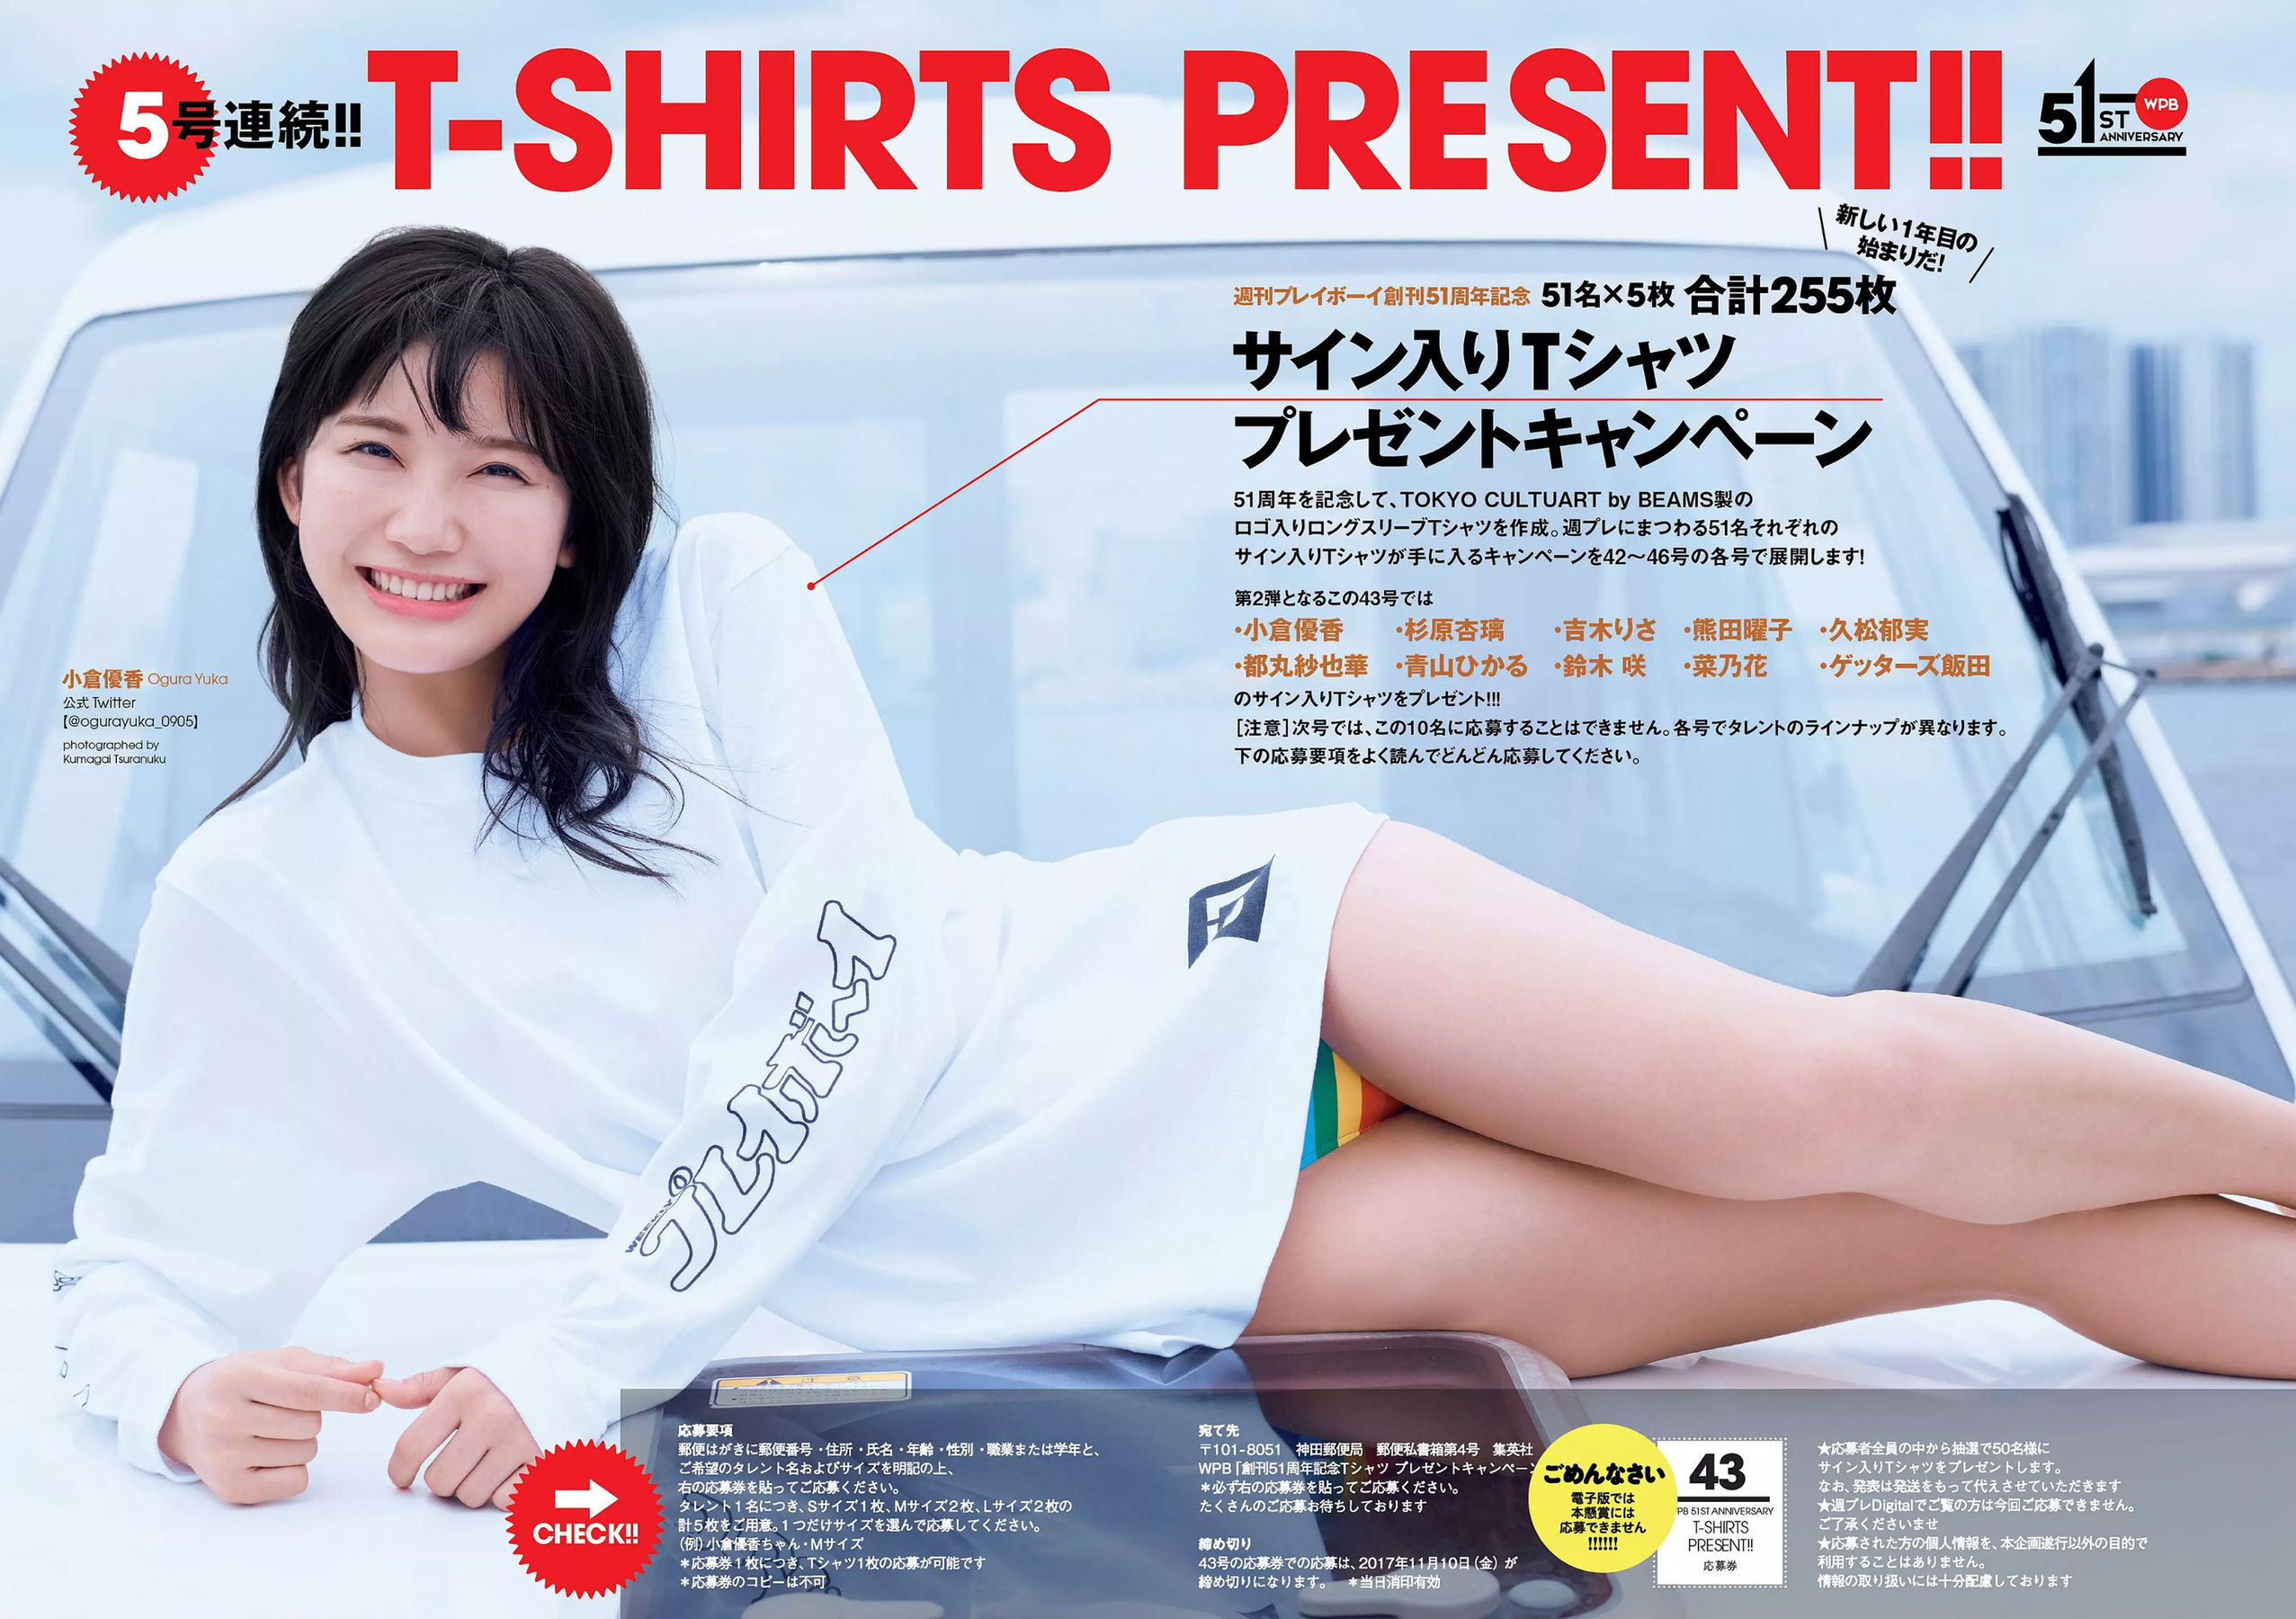 5号連続!!
T-SHIRTS PRESENT!!
51ST ANNIVERSARY
WPB
新しい1年目の
始まりだ!
週刊プレイボーイ創刊51周年記念 51名×5枚 合計255枚
サイン入りTシャツ
プレゼントキャンペーン
51周年を記念して、TOKYO CULTUART by BEAMS製の
ロゴ入りロングスリーブTシャツを作成。週プレにまつわる51名それぞれの
サイン入りTシャツが手に入るキャンペーンを42〜46号の各号で展開します!
第2弾となるこの43号では
・小倉優香 ・杉原杏璃 ・吉木りさ ・熊田曜子 ・久松郁実
・都丸紗也華 ・青山ひかる ・鈴木 咲 ・菜乃花 ・ゲッターズ飯田
のサイン入りTシャツをプレゼント!!!
[注意]次号では、この10名に応募することはできません。各号でタレントのラインナップが異なります。
下の応募要項をよく読んでどんどん応募してください。
小倉優香 Ogura Yuka
公式 Twitter
【@ogurayuka_0905】
photographed by
Kumagai Tsuranuku
WEEKLY
プレイボーイ
CHECK!!
応募要項
郵便はがきに郵便番号・住所・氏名・年齢・性別・職業または学年と、
ご希望のタレント名およびサイズを明記の上、
右の応募券を貼ってご応募ください。
タレント1名につき、Sサイズ1枚、Mサイズ2枚、Lサイズ2枚の
計5枚をご用意。1つだけサイズを選んで応募してください。
(例)小倉優香ちゃん・Mサイズ
＊応募券1枚につき、Tシャツ1枚の応募が可能です
＊応募券のコピーは不可
宛て先
〒101-8051 神田郵便局 郵便私書箱第4号 集英社
WPB「創刊51周年記念Tシャツ プレゼントキャンペーン
＊必ず右の応募券を貼ってご応募ください。
たくさんのご応募お待ちしております
締め切り
43号の応募券での応募は、2017年11月10日(金)が
締め切りになります。 ＊当日消印有効
ごめんなさい
電子版では
本懸賞には
応募できません
!!!!!!
43
PB 51ST ANNIVERSARY
T-SHIRTS
PRESENT!!
応募券
★応募者全員の中から抽選で50名様に
サイン入りTシャツをプレゼントします。
なお、発表は発送をもって代えさせていただきます
★週プレDigitalでご覧の方は今回ご応募できません。
ご了承くださいませ
★応募された方の個人情報を、本企画遂行以外の目的で
利用することはありません。
情報の取り扱いには十分配慮しております